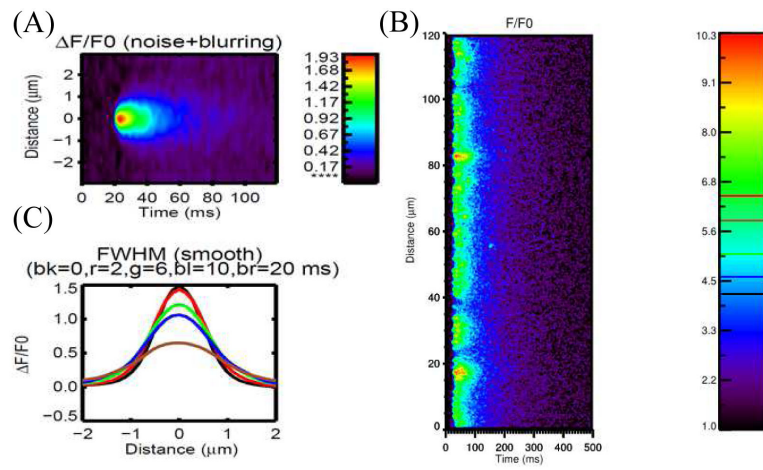 (A)
ΔF/F0 (noise+blurring)
Distance (μm)
2
1
0
−1
−2
0 20 40 60 80 100
Time (ms)
1.93
1.68
1.42
1.17
0.92
0.67
0.42
0.17
****
(C)
FWHM (smooth)
(bk=0,r=2,g=6,bl=10,br=20 ms)
ΔF/F0
1.5
1.0
0.5
0.0
−0.5
−2 −1 0 1 2
Distance (μm)
(B)
F/F0
Distance (μm)
120
100
80
60
40
20
0
0 100 200 300 400 500
Time (ms)
10.3
9.1
8.0
6.8
5.6
4.5
3.3
2.2
1.0